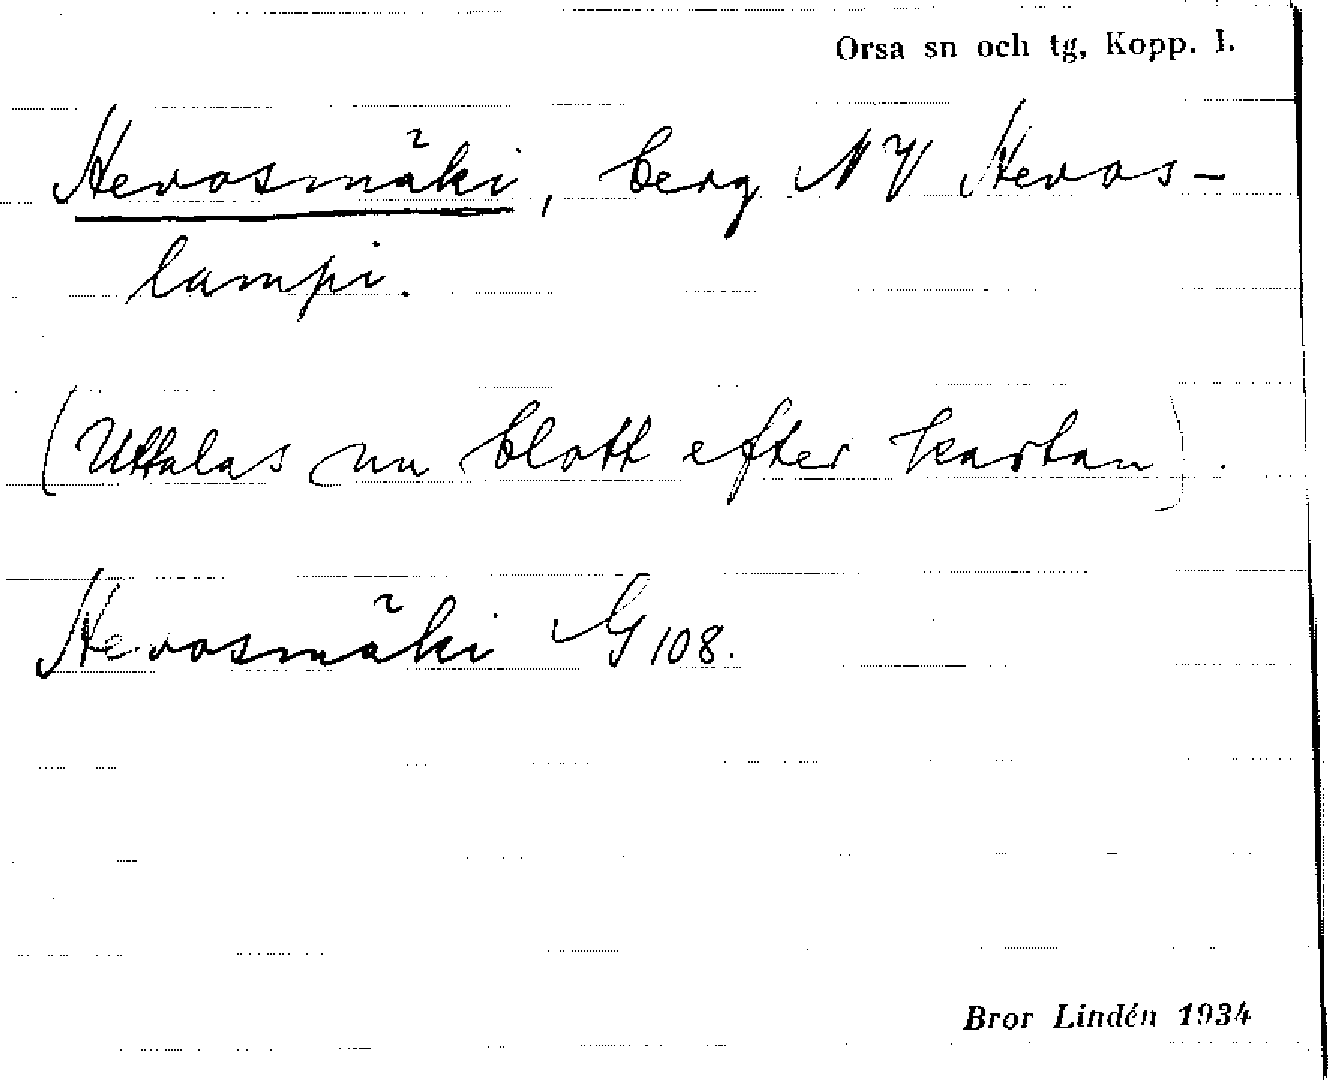 Orsa sn och tg, Kopp. l.
Hevosmäki, berg NV Hevos-
lampi.
(Uttalas nu blott efter kartan).
Hevosmäki G 108.
Bror Lindén 1934